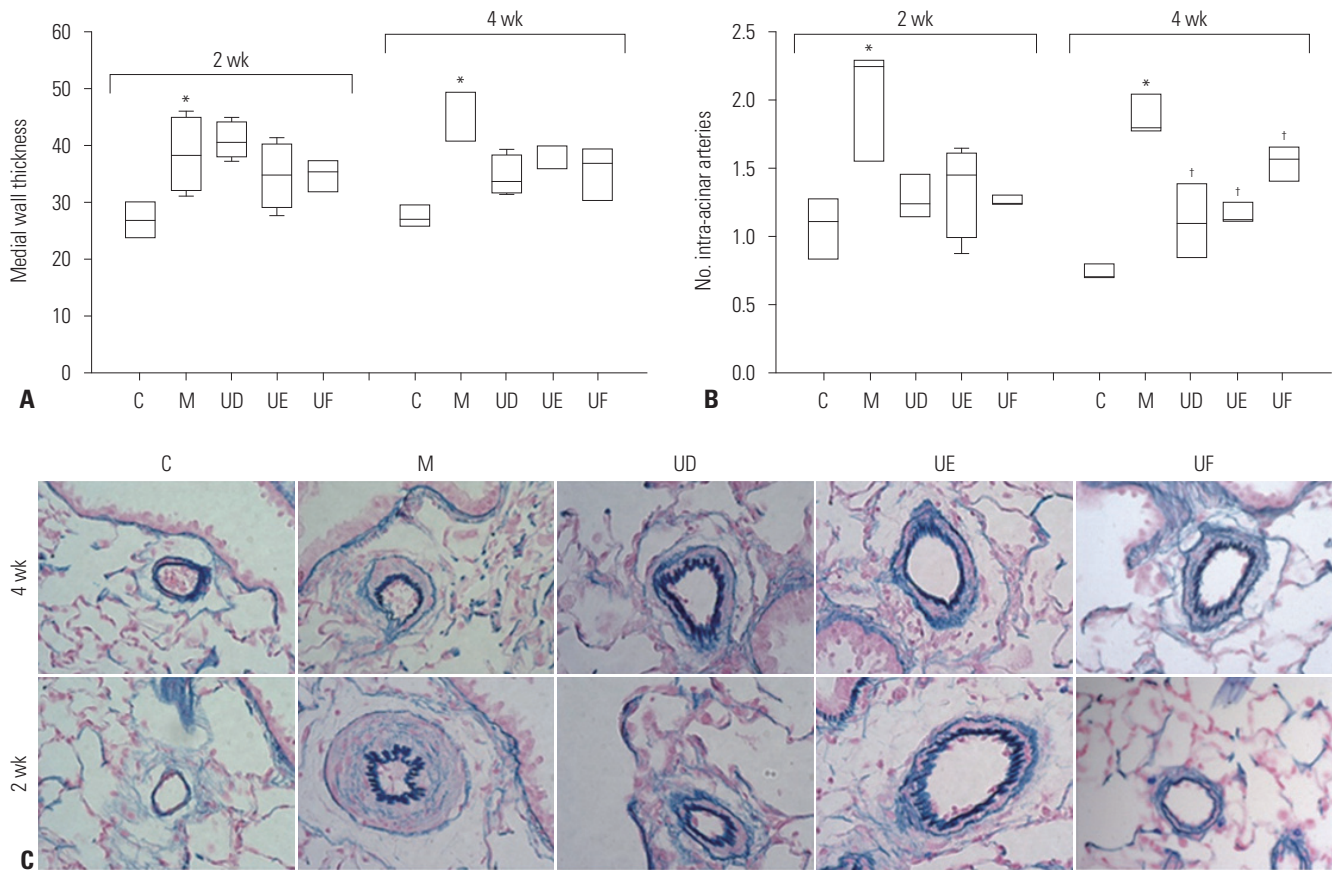 60
50
40
30
20
10
0
Medial wall thickness
2 wk
4 wk
*
*
C M UD UE UF C M UD UE UF
A
2.5
2.0
1.5
1.0
0.5
0.0
No. intra-acinar arteries
2 wk
4 wk
*
*
†
†
†
C M UD UE UF C M UD UE UF
B
C M UD UE UF
4 wk
2 wk
C